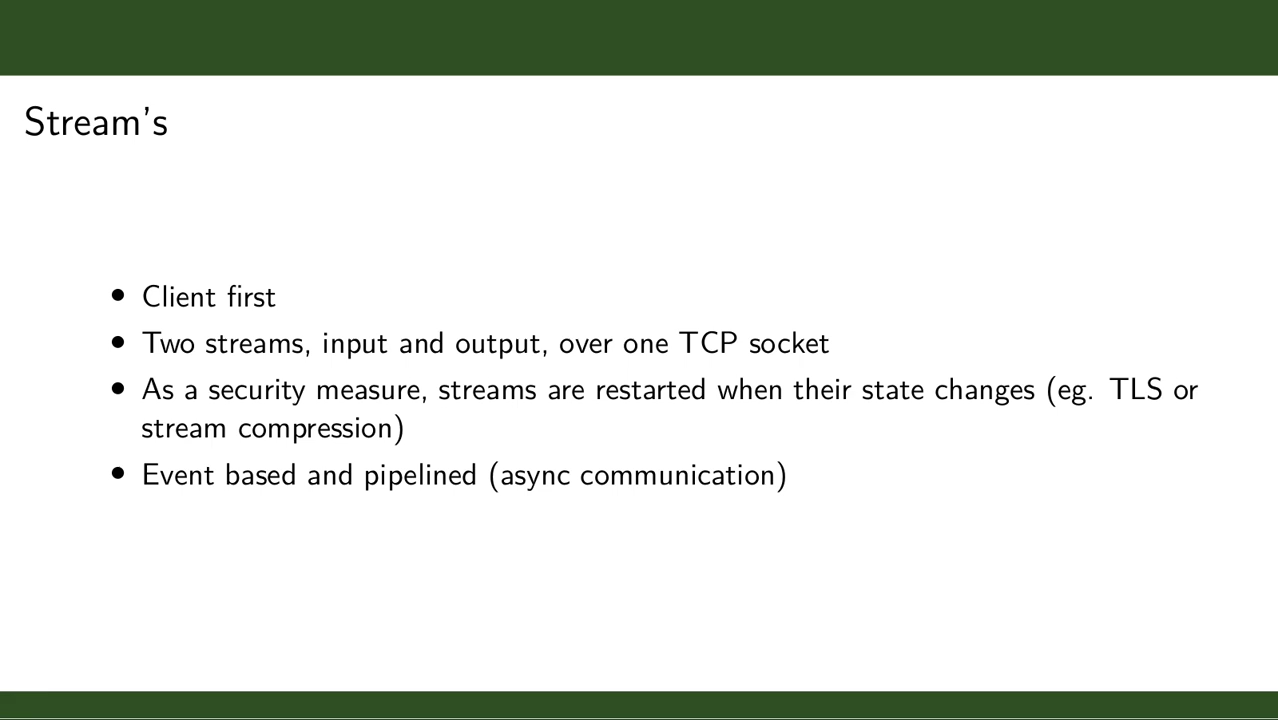 Stream’s
• Client first
• Two streams, input and output, over one TCP socket
• As a security measure, streams are restarted when their state changes (eg. TLS or
stream compression)
• Event based and pipelined (async communication)